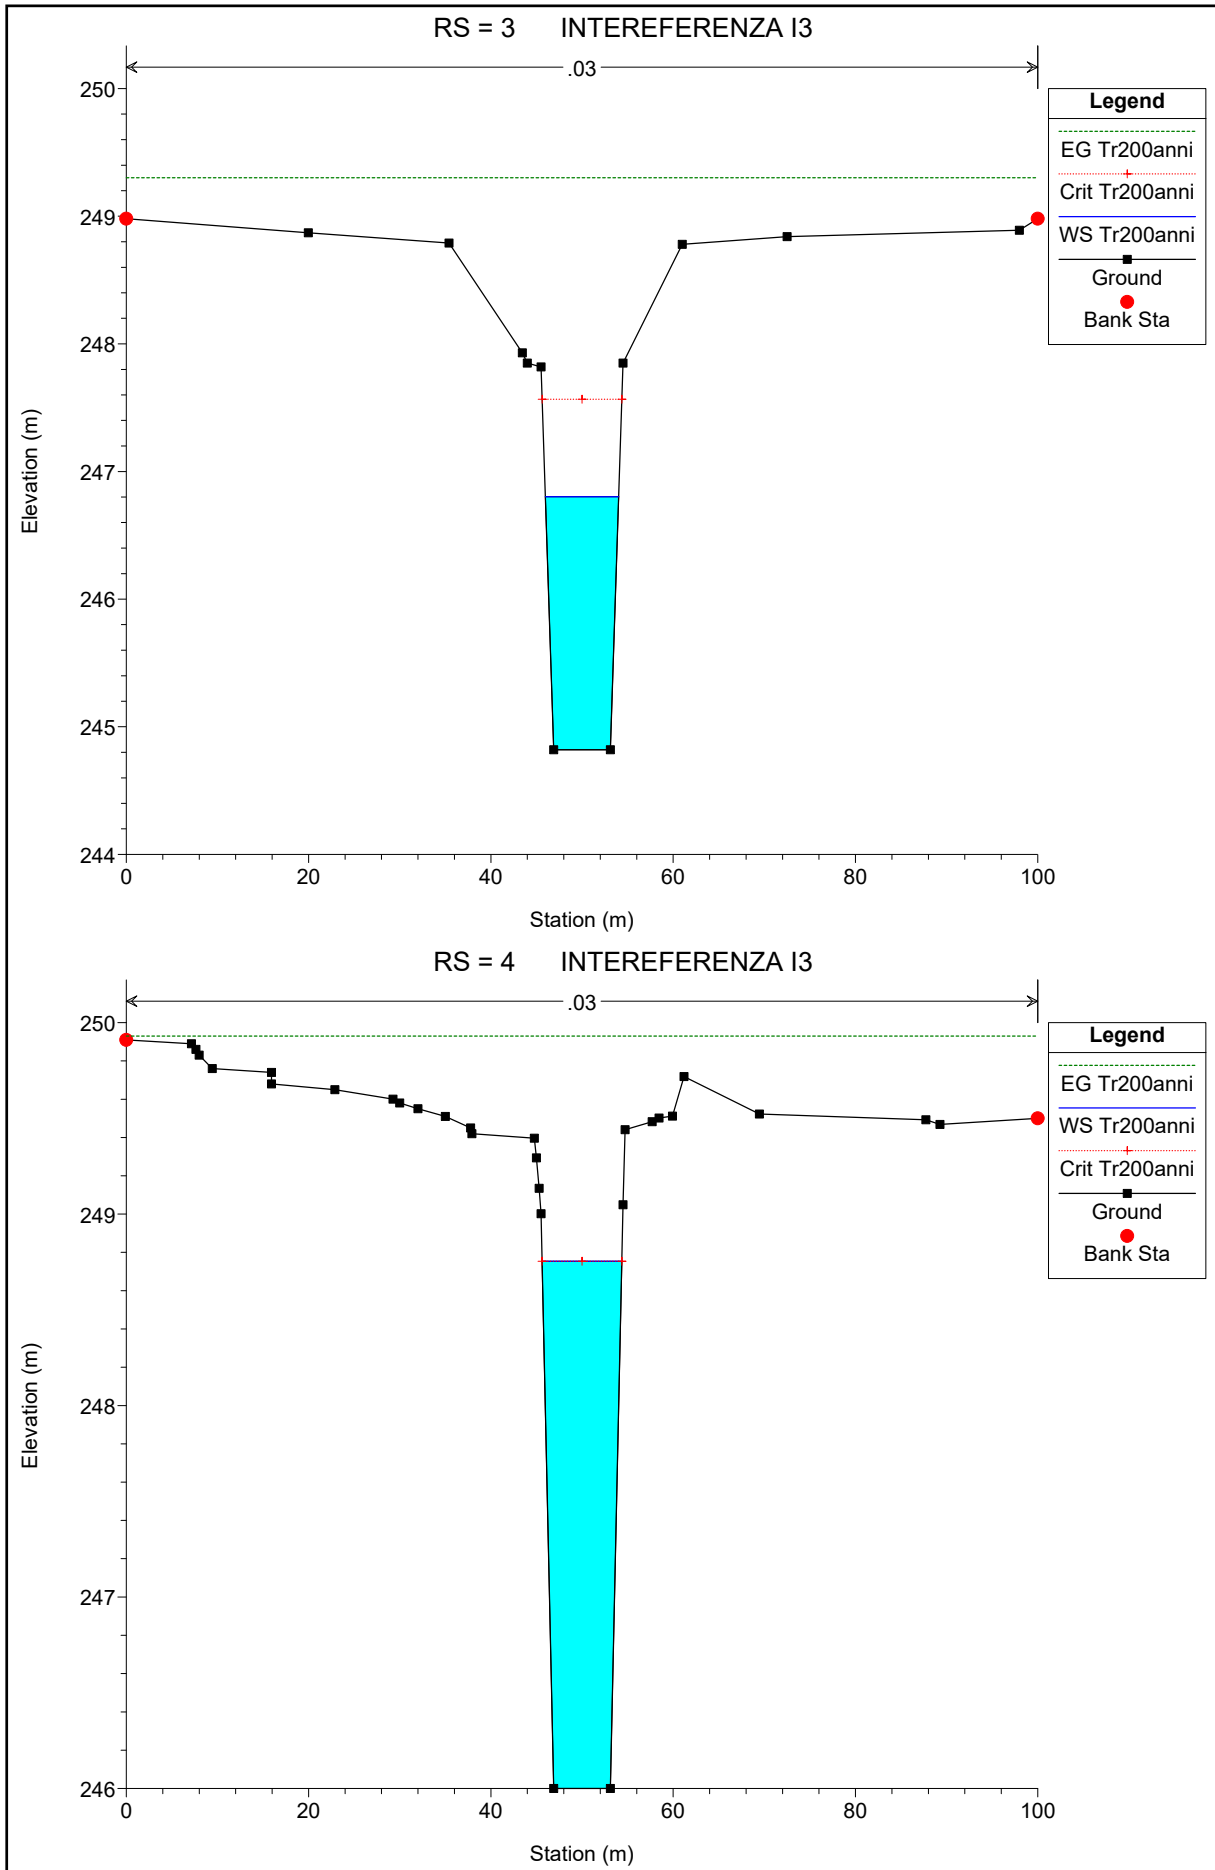 RS = 3 INTEREFERENZA I3
.03
250
249
248
247
246
245
244
Elevation (m)
0 20 40 60 80 100
Station (m)
Legend
EG Tr200anni
Crit Tr200anni
WS Tr200anni
Ground
Bank Sta
RS = 4 INTEREFERENZA I3
.03
250
249
248
247
246
Elevation (m)
0 20 40 60 80 100
Station (m)
Legend
EG Tr200anni
WS Tr200anni
Crit Tr200anni
Ground
Bank Sta